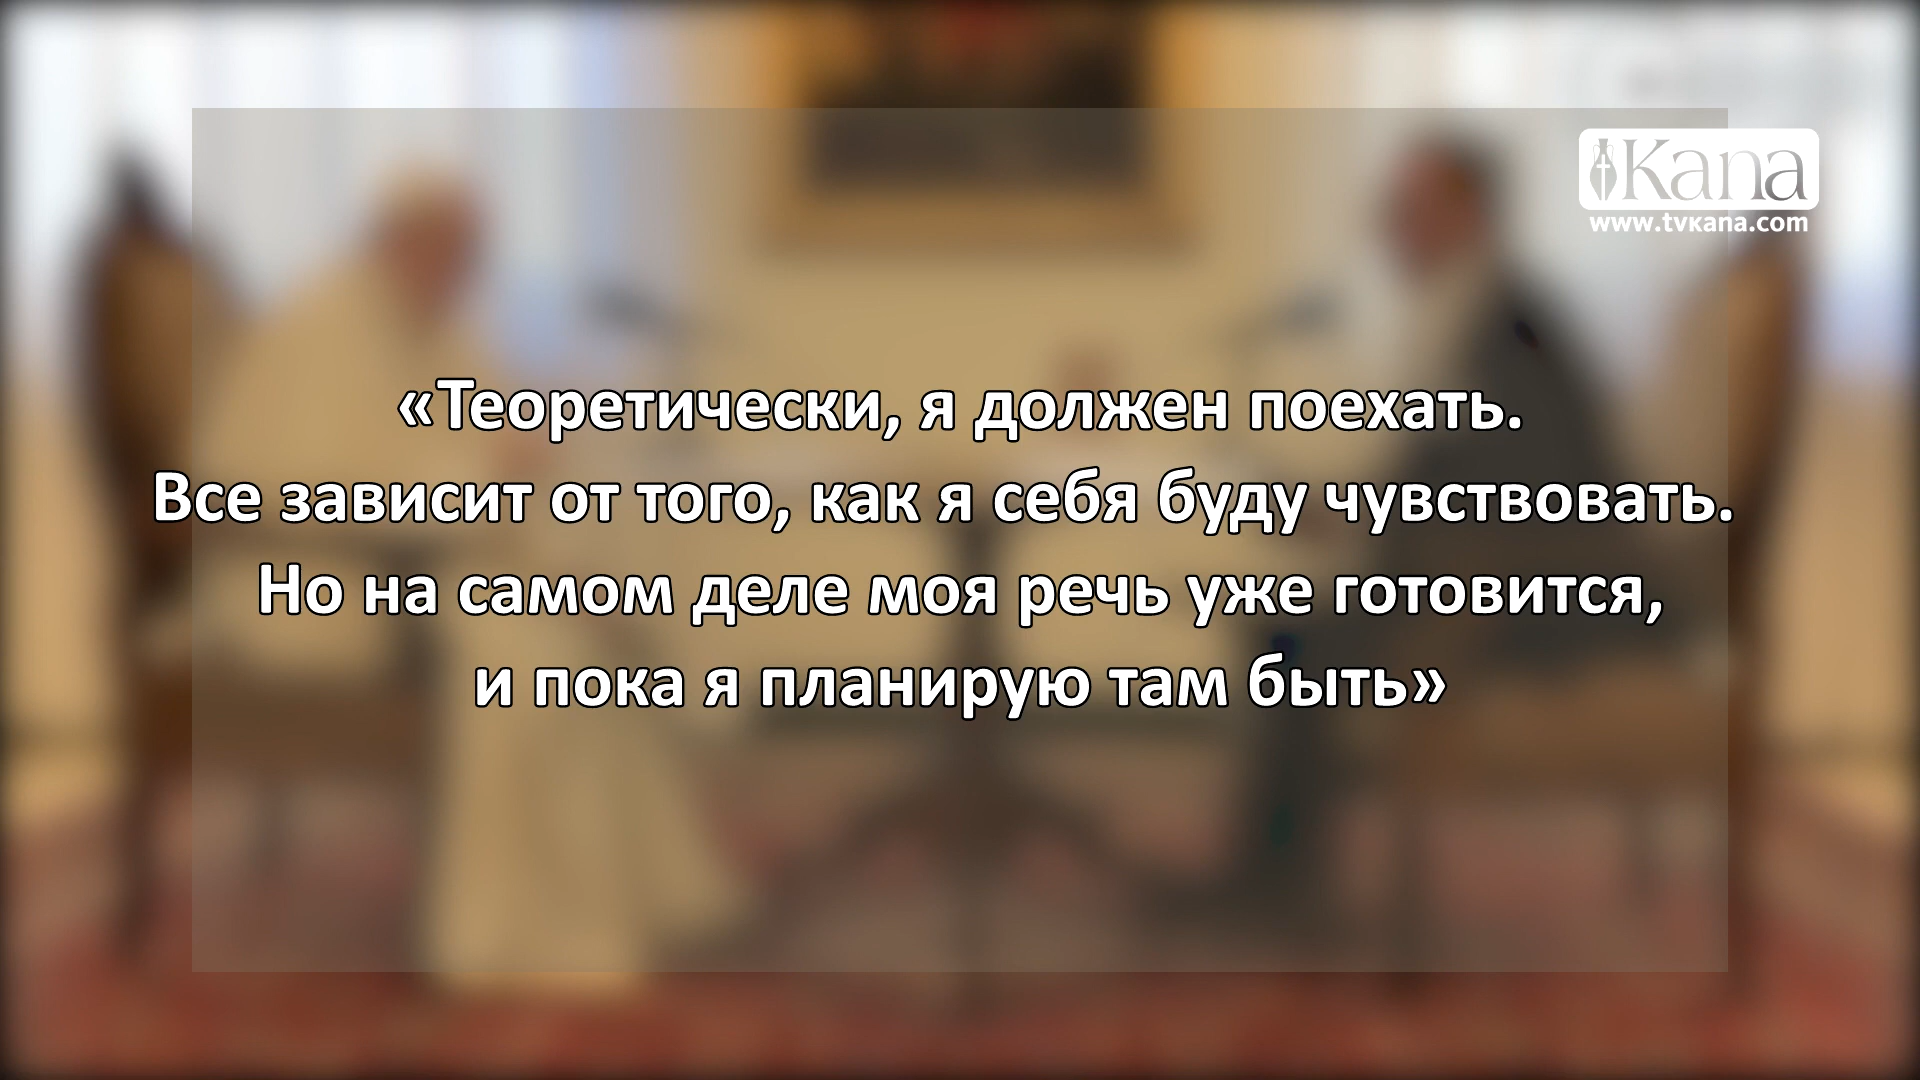 Kana
www.tvkana.com
«Теоретически, я должен поехать.
Все зависит от того, как я себя буду чувствовать.
Но на самом деле моя речь уже готовится,
и пока я планирую там быть»